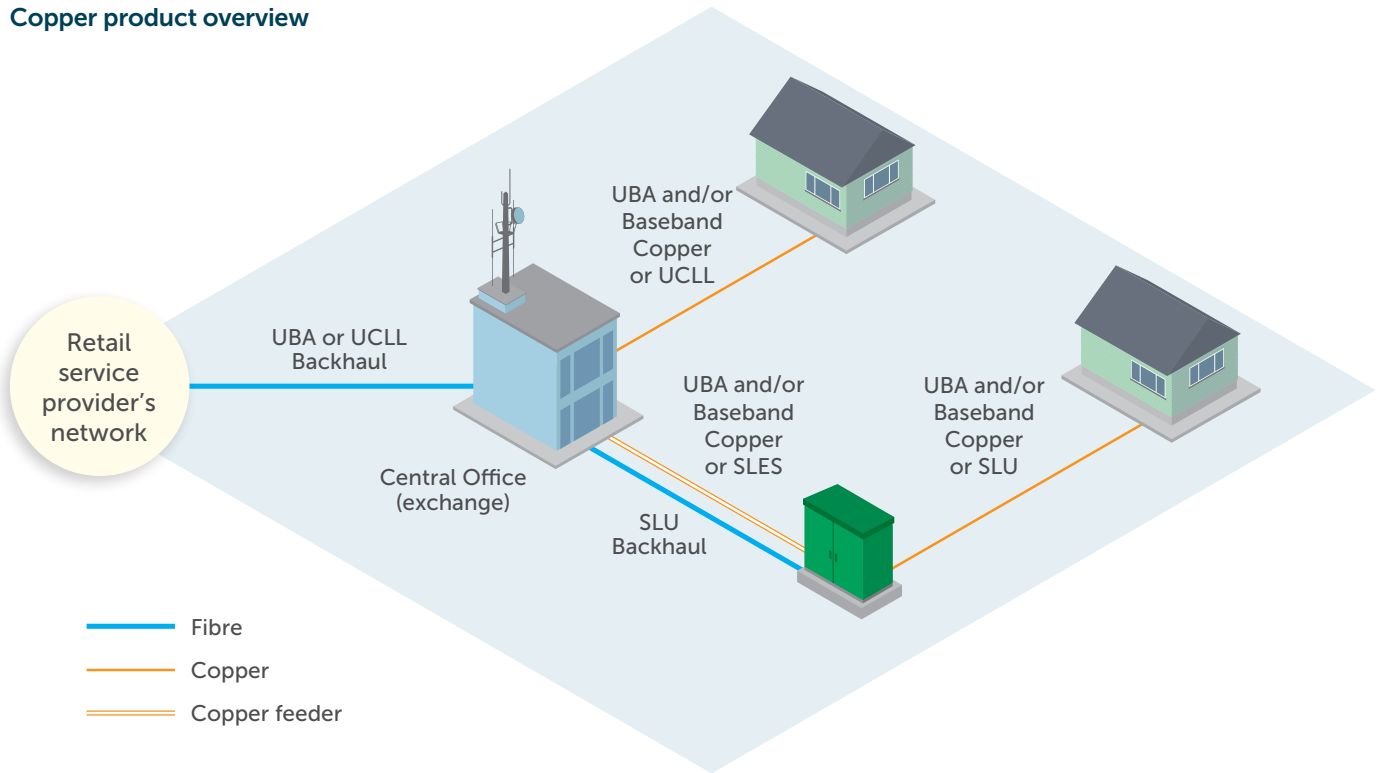 Copper product overview
UBA and/or
Baseband
Copper
or UCLL
UBA or UCLL
Backhaul
Retail
service
provider’s
network
UBA and/or
Baseband
Copper
or SLES
UBA and/or
Baseband
Copper
or SLU
Central Office
(exchange)
SLU
Backhaul
Fibre
Copper
Copper feeder